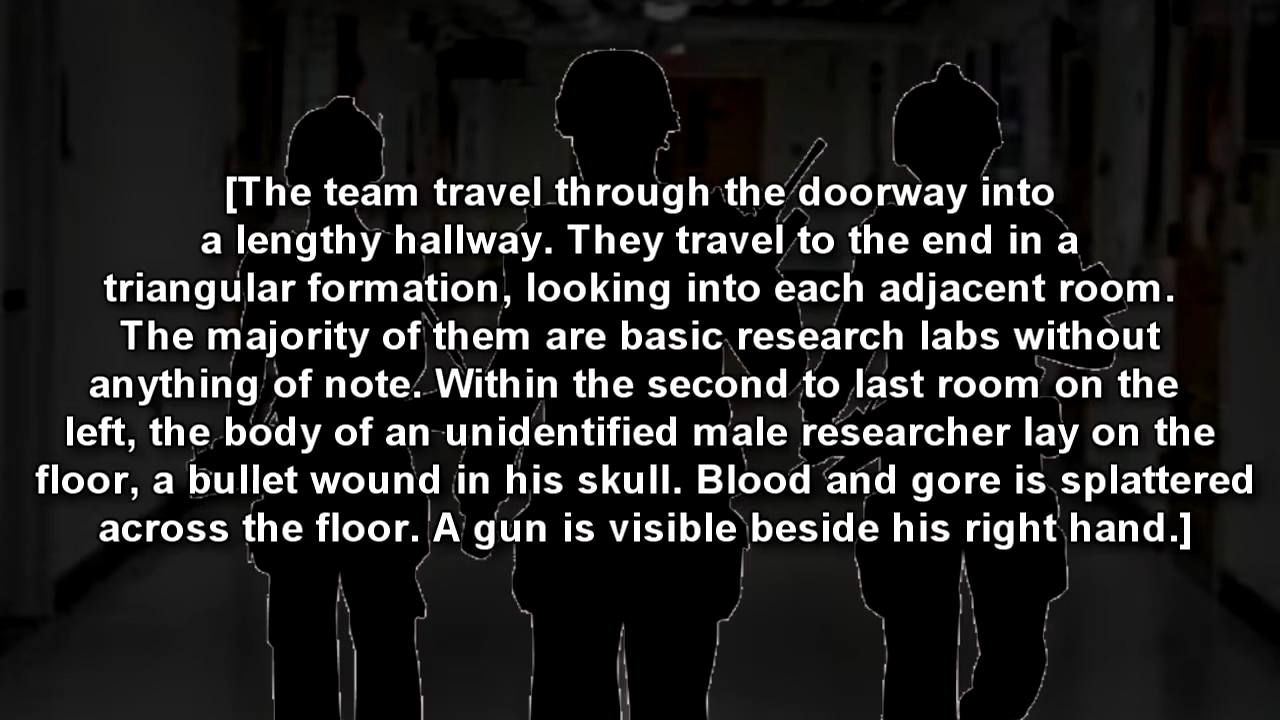 [The team travel through the doorway into
a lengthy hallway. They travel to the end in a
triangular formation, looking into each adjacent room.
The majority of them are basic research labs without
anything of note. Within the second to last room on the
left, the body of an unidentified male researcher lay on the
floor, a bullet wound in his skull. Blood and gore is splattered
across the floor. A gun is visible beside his right hand.]